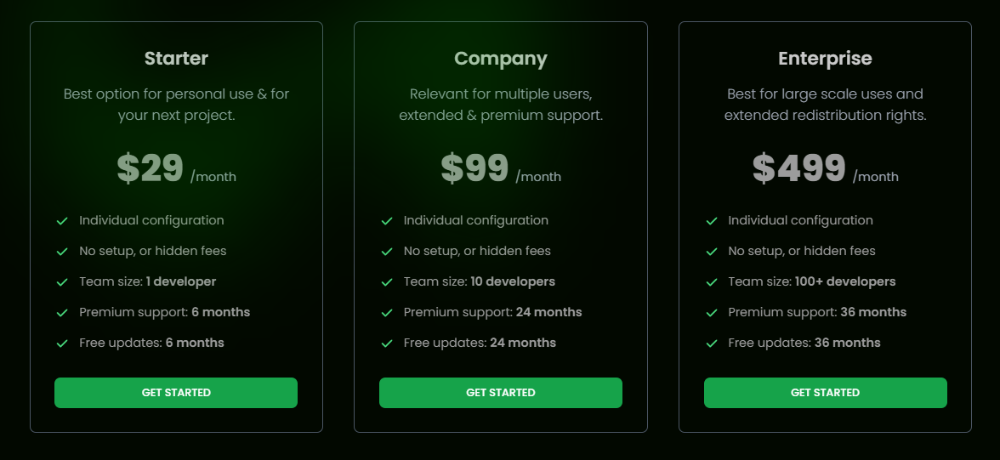 Starter
Best option for personal use & for
your next project.
$29 /month
Individual configuration
No setup, or hidden fees
Team size: 1 developer
Premium support: 6 months
Free updates: 6 months
GET STARTED
Company
Relevant for multiple users,
extended & premium support.
$99 /month
Individual configuration
No setup, or hidden fees
Team size: 10 developers
Premium support: 24 months
Free updates: 24 months
GET STARTED
Enterprise
Best for large scale uses and
extended redistribution rights.
$499 /month
Individual configuration
No setup, or hidden fees
Team size: 100+ developers
Premium support: 36 months
Free updates: 36 months
GET STARTED